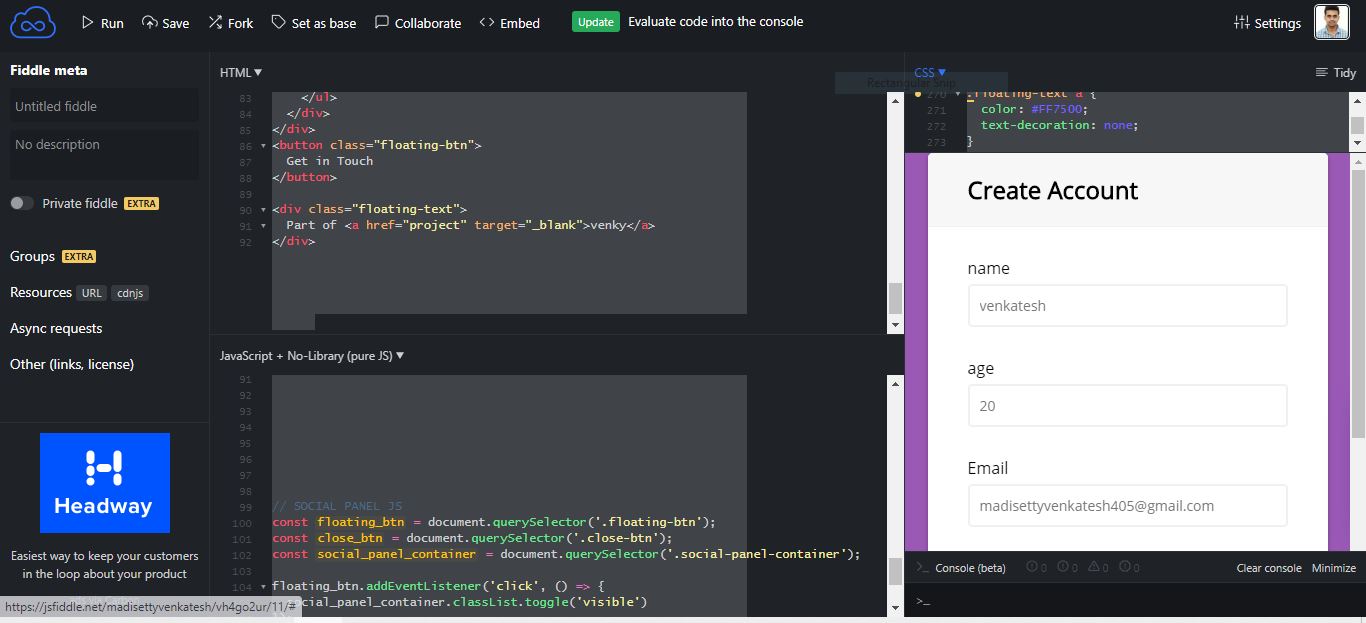 Run Save Fork Set as base Collaborate Embed Update Evaluate code into the console Settings
Fiddle meta
Untitled fiddle
No description
Private fiddle EXTRA
Groups EXTRA
Resources URL cdnjs
Async requests
Other (links, license)
Headway
Easiest way to keep your customers
in the loop about your product
https://jsfiddle.net/madisettyvenkatesh/vh4go2ur/11/#
HTML ▼
83 </ul>
84 </div>
85 </div>
86 <button class="floating-btn">
87 Get in Touch
88 </button>
89
90 <div class="floating-text">
91 Part of <a href="project" target="_blank">venky</a>
92 </div>
JavaScript + No-Library (pure JS) ▼
91
92
93
94
95
96
97
98
99 // SOCIAL PANEL JS
100 const floating_btn = document.querySelector('.floating-btn');
101 const close_btn = document.querySelector('.close-btn');
102 const social_panel_container = document.querySelector('.social-panel-container');
103
104 floating_btn.addEventListener('click', () => {
social_panel_container.classList.toggle('visible')
CSS ▼ Tidy
Rectangular Snip
270 .floating-text a {
271 color: #FF7500;
272 text-decoration: none;
273 }
Create Account
name
venkatesh
age
20
Email
madisettyvenkatesh405@gmail.com
>_ Console (beta) 0 0 0 0 Clear console Minimize
>_